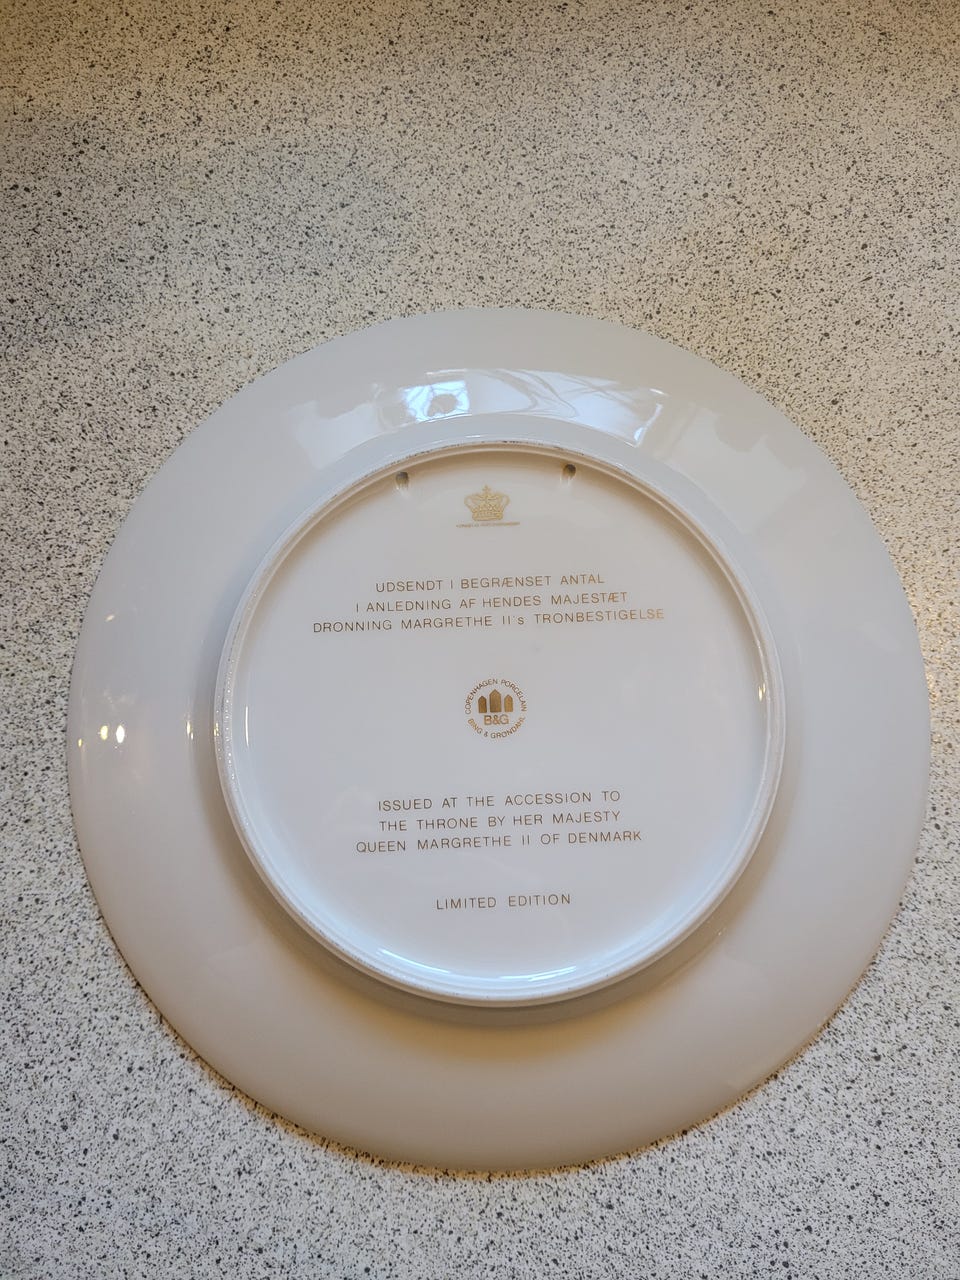 UDSENDT I BEGRÆNSET ANTAL
I ANLEDNING AF HENDES MAJESTÆT
DRONNING MARGRETHE II's TRONBESTIGELSE
COPENHAGEN PORCELAIN
B&G
BING & GRØNDAHL
ISSUED AT THE ACCESSION TO
THE THRONE BY HER MAJESTY
QUEEN MARGRETHE II OF DENMARK
LIMITED EDITION